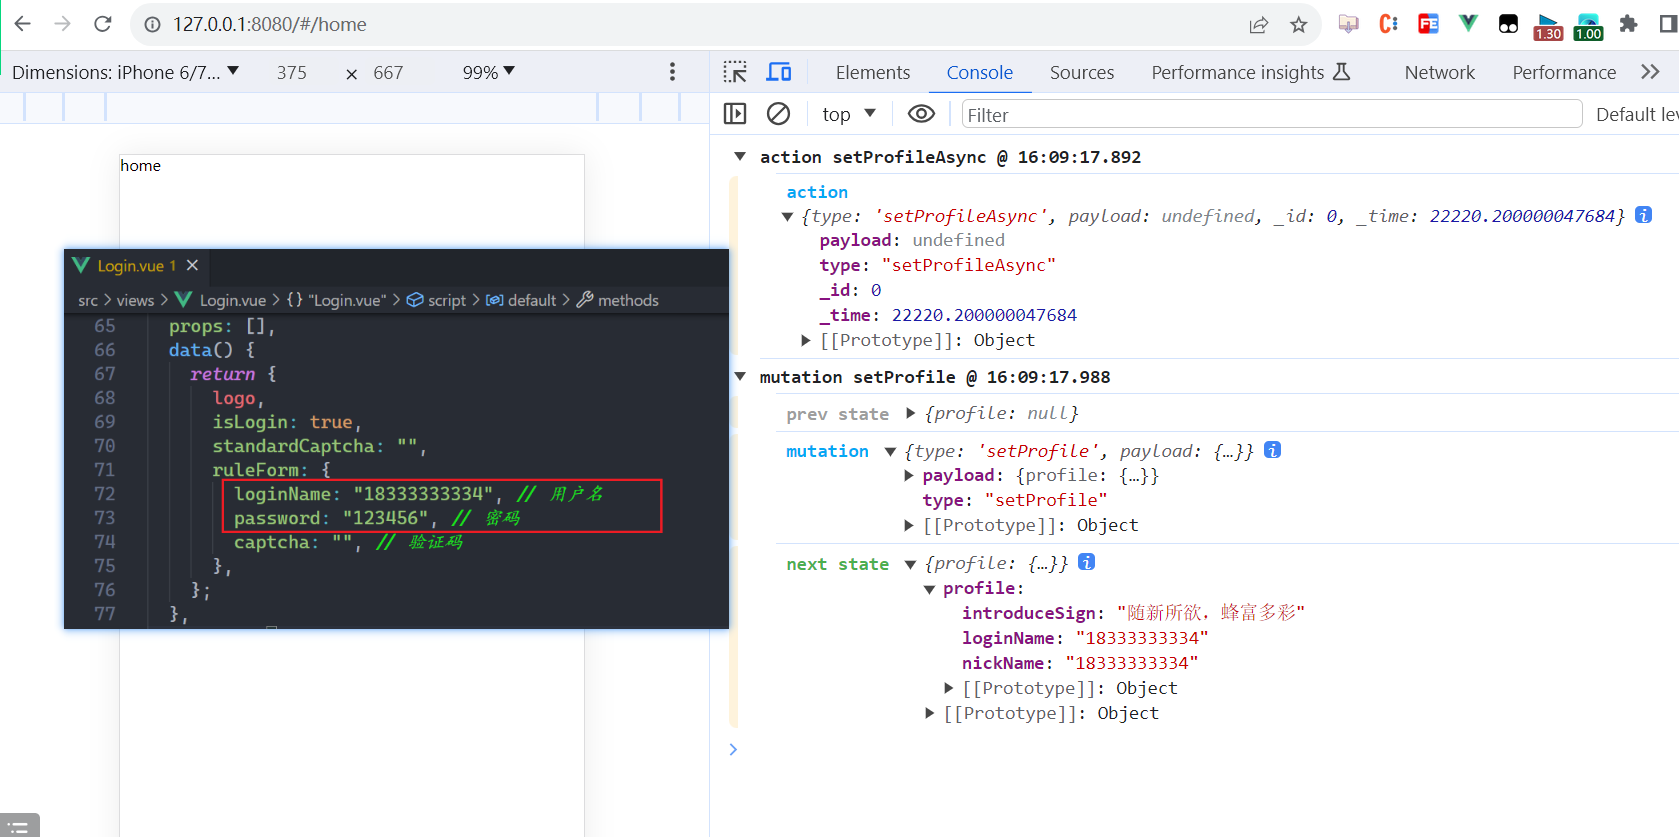 127.0.0.1:8080/#/home
1.30
1.00
Dimensions: iPhone 6/7... 375 × 667 99%
Elements Console Sources Performance insights Network Performance
top Filter Default lev
home
Login.vue 1
src > views > Login.vue > {} "Login.vue" > script > default > methods
65 props: [],
66 data() {
67 return {
68 logo,
69 isLogin: true,
70 standardCaptcha: "",
71 ruleForm: {
72 loginName: "18333333334", // 用户名
73 password: "123456", // 密码
74 captcha: "", // 验证码
75 },
76 };
77 },
action setProfileAsync @ 16:09:17.892
action
{type: 'setProfileAsync', payload: undefined, _id: 0, _time: 22220.200000047684}
payload: undefined
type: "setProfileAsync"
_id: 0
_time: 22220.200000047684
[[Prototype]]: Object
mutation setProfile @ 16:09:17.988
prev state {profile: null}
mutation {type: 'setProfile', payload: {…}}
payload: {profile: {…}}
type: "setProfile"
[[Prototype]]: Object
next state {profile: {…}}
profile:
introduceSign: "随新所欲，蜂富多彩"
loginName: "18333333334"
nickName: "18333333334"
[[Prototype]]: Object
[[Prototype]]: Object